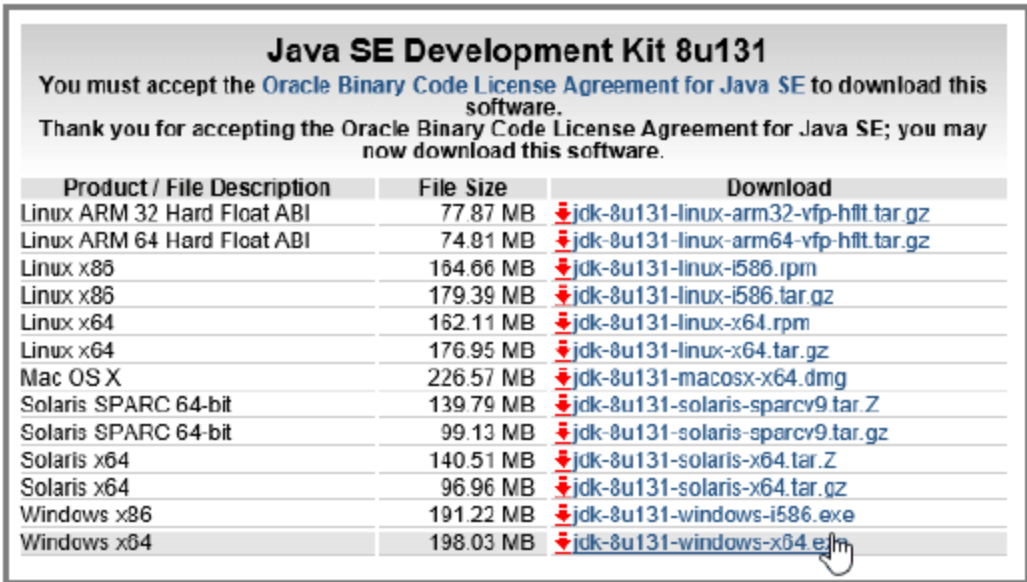 Java SE Development Kit 8u131
You must accept the Oracle Binary Code License Agreement for Java SE to download this
software.
Thank you for accepting the Oracle Binary Code License Agreement for Java SE; you may
now download this software.
Product / File Description File Size Download
Linux ARM 32 Hard Float ABI 77.87 MB jdk-8u131-linux-arm32-vfp-hflt.tar.gz
Linux ARM 64 Hard Float ABI 74.81 MB jdk-8u131-linux-arm64-vfp-hflt.tar.gz
Linux x86 164.66 MB jdk-8u131-linux-i586.rpm
Linux x86 179.39 MB jdk-8u131-linux-i586.tar.gz
Linux x64 162.11 MB jdk-8u131-linux-x64.rpm
Linux x64 176.95 MB jdk-8u131-linux-x64.tar.gz
Mac OS X 226.57 MB jdk-8u131-macosx-x64.dmg
Solaris SPARC 64-bit 139.79 MB jdk-8u131-solaris-sparcv9.tar.Z
Solaris SPARC 64-bit 99.13 MB jdk-8u131-solaris-sparcv9.tar.gz
Solaris x64 140.51 MB jdk-8u131-solaris-x64.tar.Z
Solaris x64 96.96 MB jdk-8u131-solaris-x64.tar.gz
Windows x86 191.22 MB jdk-8u131-windows-i586.exe
Windows x64 198.03 MB jdk-8u131-windows-x64.exe